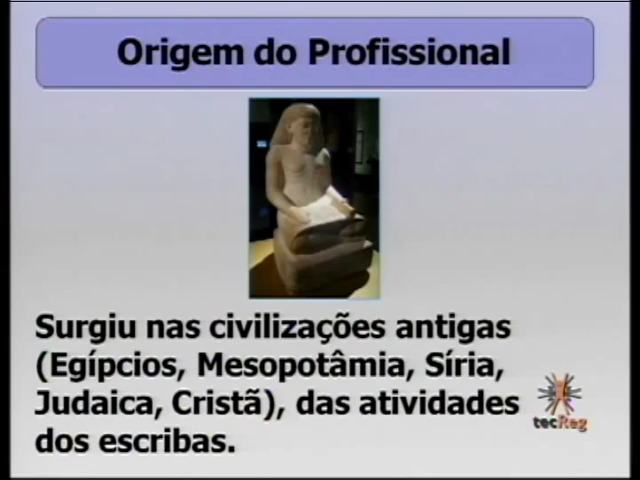 Origem do Profissional
Surgiu nas civilizações antigas
(Egípcios, Mesopotâmia, Síria,
Judaica, Cristã), das atividades
dos escribas.
tecReg